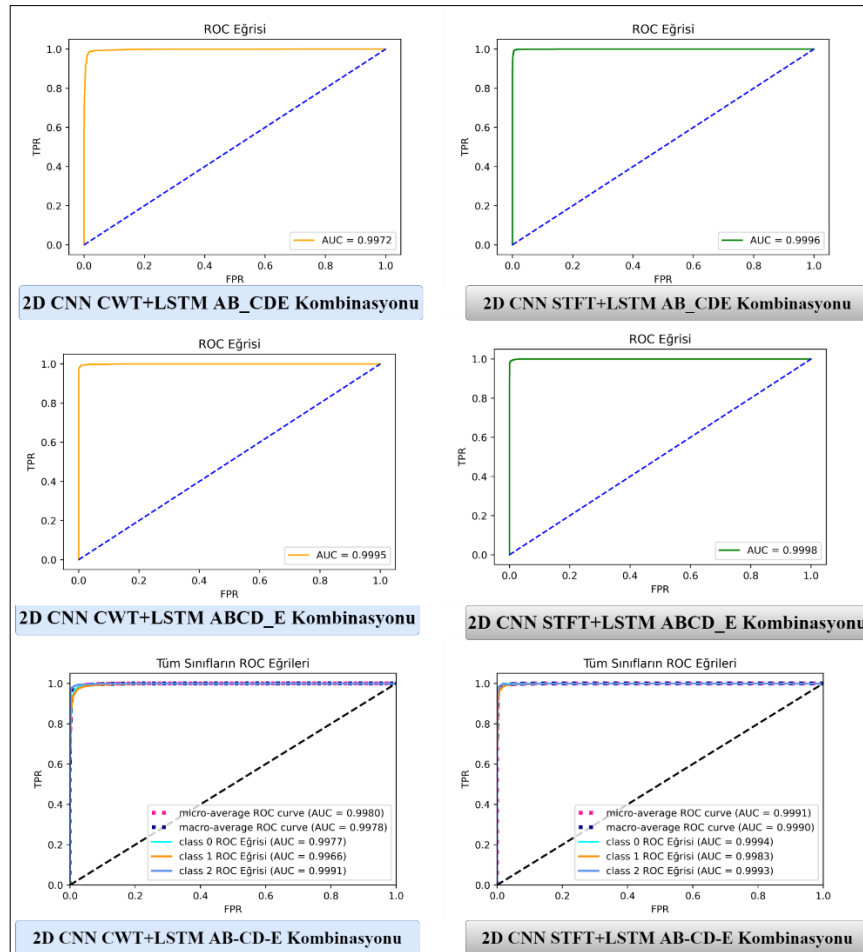 ROC Eğrisi
1.0
0.8
0.6
0.4
0.2
0.0
TPR
AUC = 0.9972
0.0 0.2 0.4 0.6 0.8 1.0
FPR
2D CNN CWT+LSTM AB_CDE Kombinasyonu
ROC Eğrisi
1.0
0.8
0.6
0.4
0.2
0.0
TPR
AUC = 0.9996
0.0 0.2 0.4 0.6 0.8 1.0
FPR
2D CNN STFT+LSTM AB_CDE Kombinasyonu
ROC Eğrisi
1.0
0.8
0.6
0.4
0.2
0.0
TPR
AUC = 0.9995
0.0 0.2 0.4 0.6 0.8 1.0
FPR
2D CNN CWT+LSTM ABCD_E Kombinasyonu
ROC Eğrisi
1.0
0.8
0.6
0.4
0.2
0.0
TPR
AUC = 0.9998
0.0 0.2 0.4 0.6 0.8 1.0
FPR
2D CNN STFT+LSTM ABCD_E Kombinasyonu
Tüm Sınıfların ROC Eğrileri
1.0
0.8
0.6
0.4
0.2
0.0
TPR
micro-average ROC curve (AUC = 0.9980)
macro-average ROC curve (AUC = 0.9978)
class 0 ROC Eğrisi (AUC = 0.9977)
class 1 ROC Eğrisi (AUC = 0.9966)
class 2 ROC Eğrisi (AUC = 0.9991)
0.0 0.2 0.4 0.6 0.8 1.0
FPR
2D CNN CWT+LSTM AB-CD-E Kombinasyonu
Tüm Sınıfların ROC Eğrileri
1.0
0.8
0.6
0.4
0.2
0.0
TPR
micro-average ROC curve (AUC = 0.9991)
macro-average ROC curve (AUC = 0.9990)
class 0 ROC Eğrisi (AUC = 0.9994)
class 1 ROC Eğrisi (AUC = 0.9983)
class 2 ROC Eğrisi (AUC = 0.9993)
0.0 0.2 0.4 0.6 0.8 1.0
FPR
2D CNN STFT+LSTM AB-CD-E Kombinasyonu